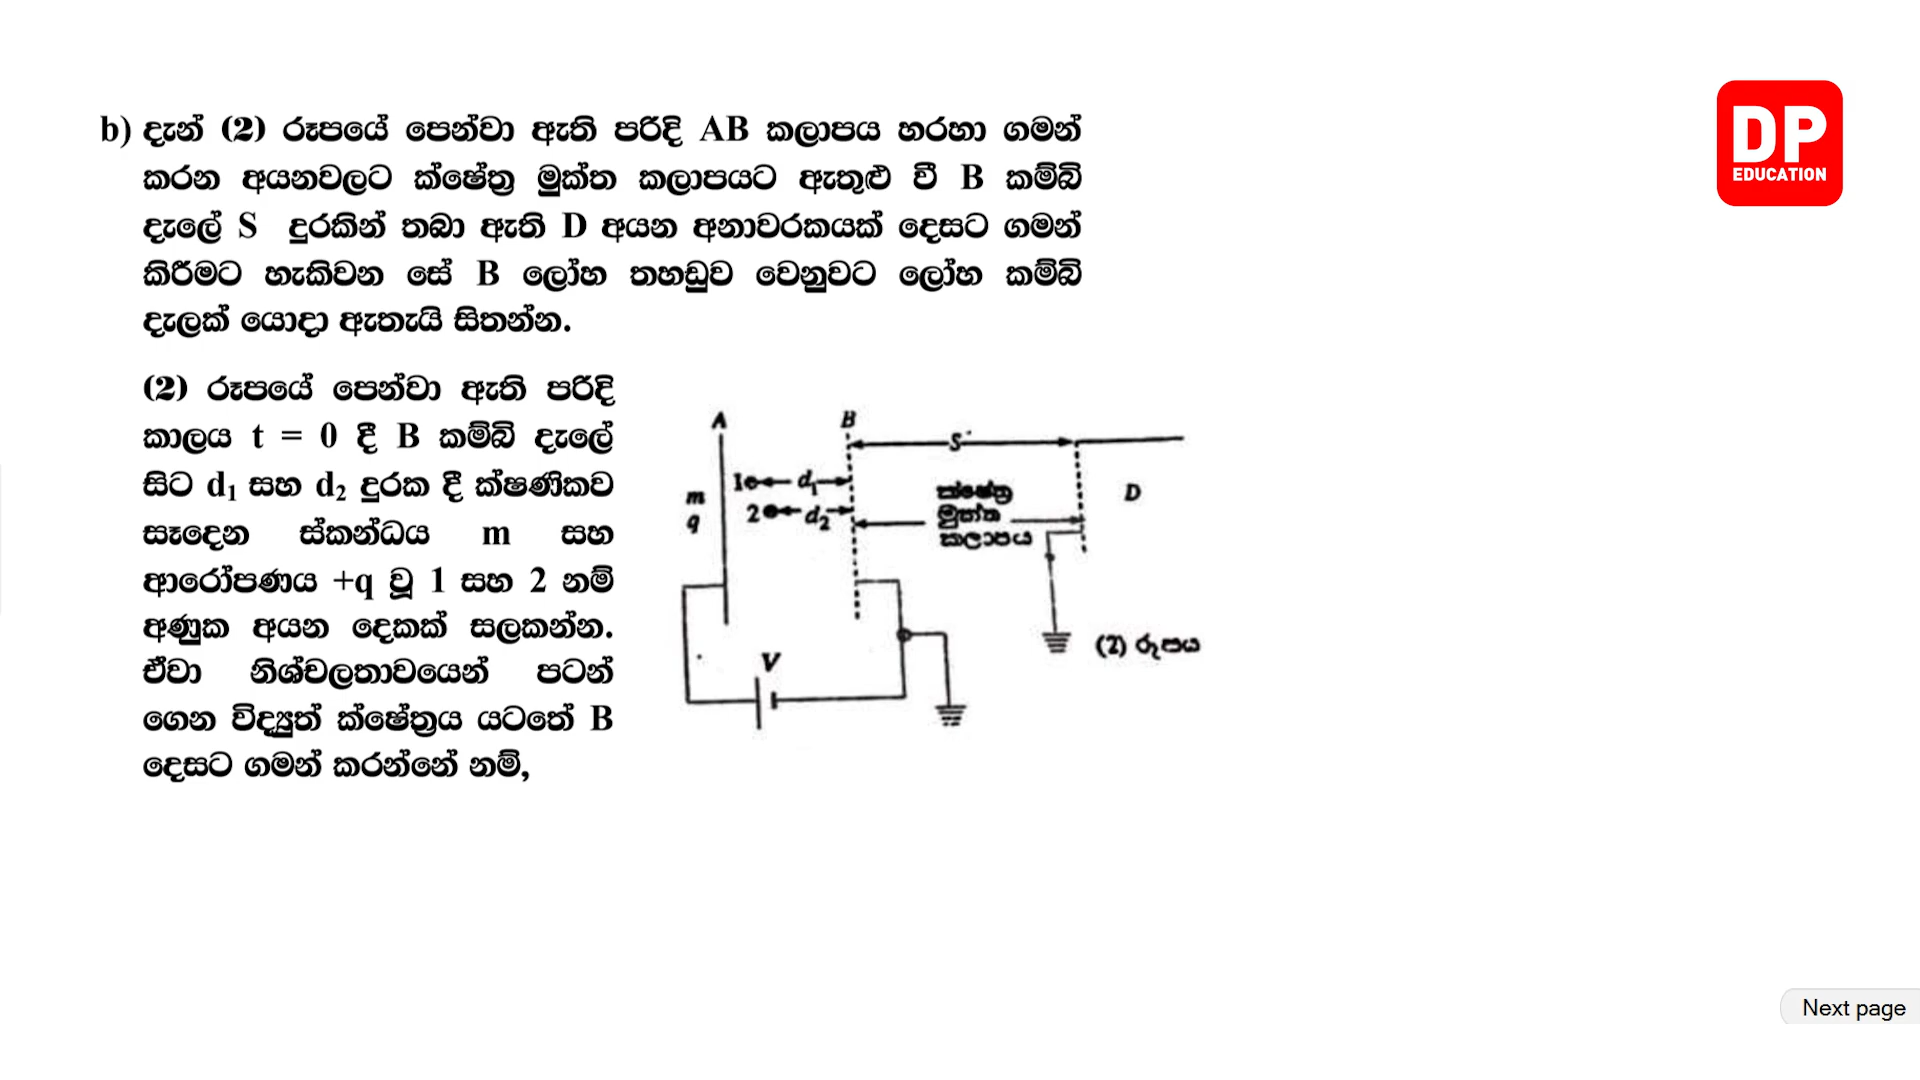 b) දැන් (2) රූපයේ පෙන්වා ඇති පරිදි AB කලාපය හරහා ගමන්
කරන අයනවලට ක්ෂේත්‍ර මුක්ත කලාපයට ඇතුළු වී B කම්බි
දැලේ S දුරකින් තබා ඇති D අයන අනාවරකයක් දෙසට ගමන්
කිරීමට හැකිවන සේ B ලෝහ තහඩුව වෙනුවට ලෝහ කම්බි
දැලක් යොදා ඇතැයි සිතන්න.
(2) රූපයේ පෙන්වා ඇති පරිදි
කාලය t = 0 දී B කම්බි දැලේ
සිට d₁ සහ d₂ දුරක දී ක්ෂණිකව
සෑදෙන ස්කන්ධය m සහ
ආරෝපණය +q වූ 1 සහ 2 නම්
අණුක අයන දෙකක් සලකන්න.
ඒවා නිශ්චලතාවයෙන් පටන්
ගෙන විද්‍යුත් ක්ෂේත්‍රය යටතේ B
දෙසට ගමන් කරන්නේ නම්,
A B
S
1 d₁
m
q
2 d₂
ක්ෂේත්‍ර
මුක්ත
කලාපය
D
V
(2) රූපය
DP
EDUCATION
Next page